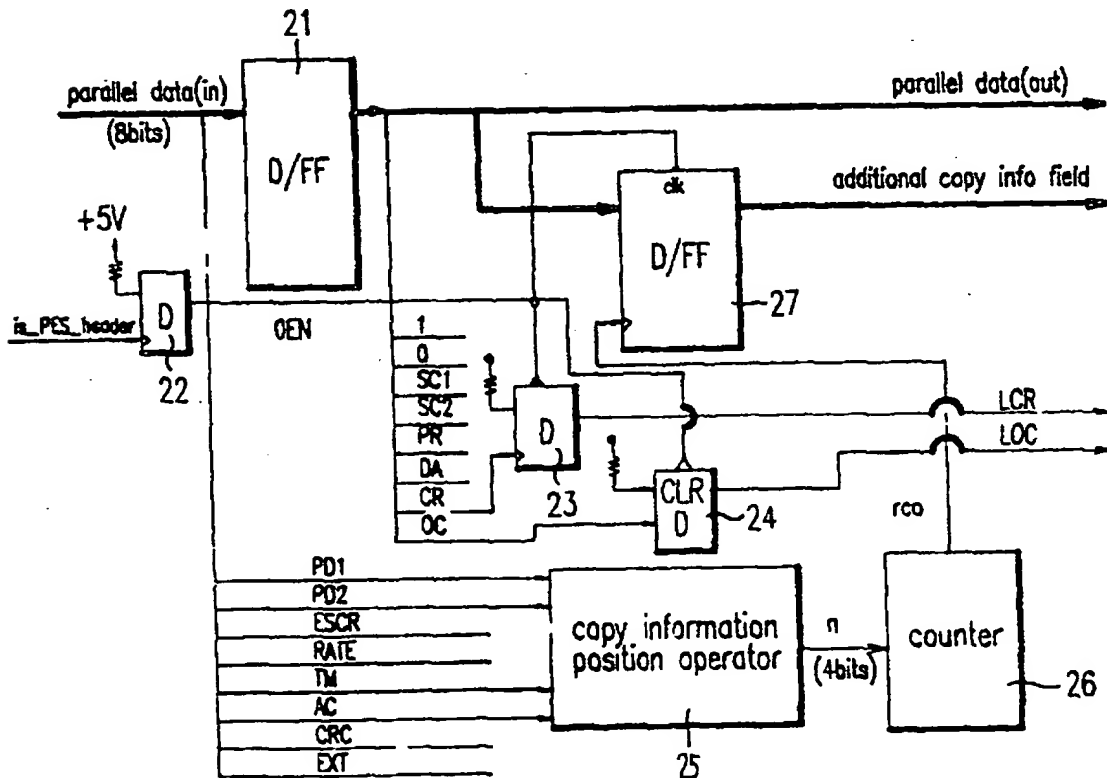 21
parallel data(in)
(8bits)
D/FF
parallel data(out)
clk
D/FF
27
additional copy info field
+5V
D
is_PES_header
22
OEN
1
0
SC1
SC2
PR
DA
CR
OC
D
23
CLR
D
24
LCR
LOC
rco
PD1
PD2
ESCR
RATE
TM
AC
CRC
EXT
copy information
position operator
25
n
(4bits)
counter
26